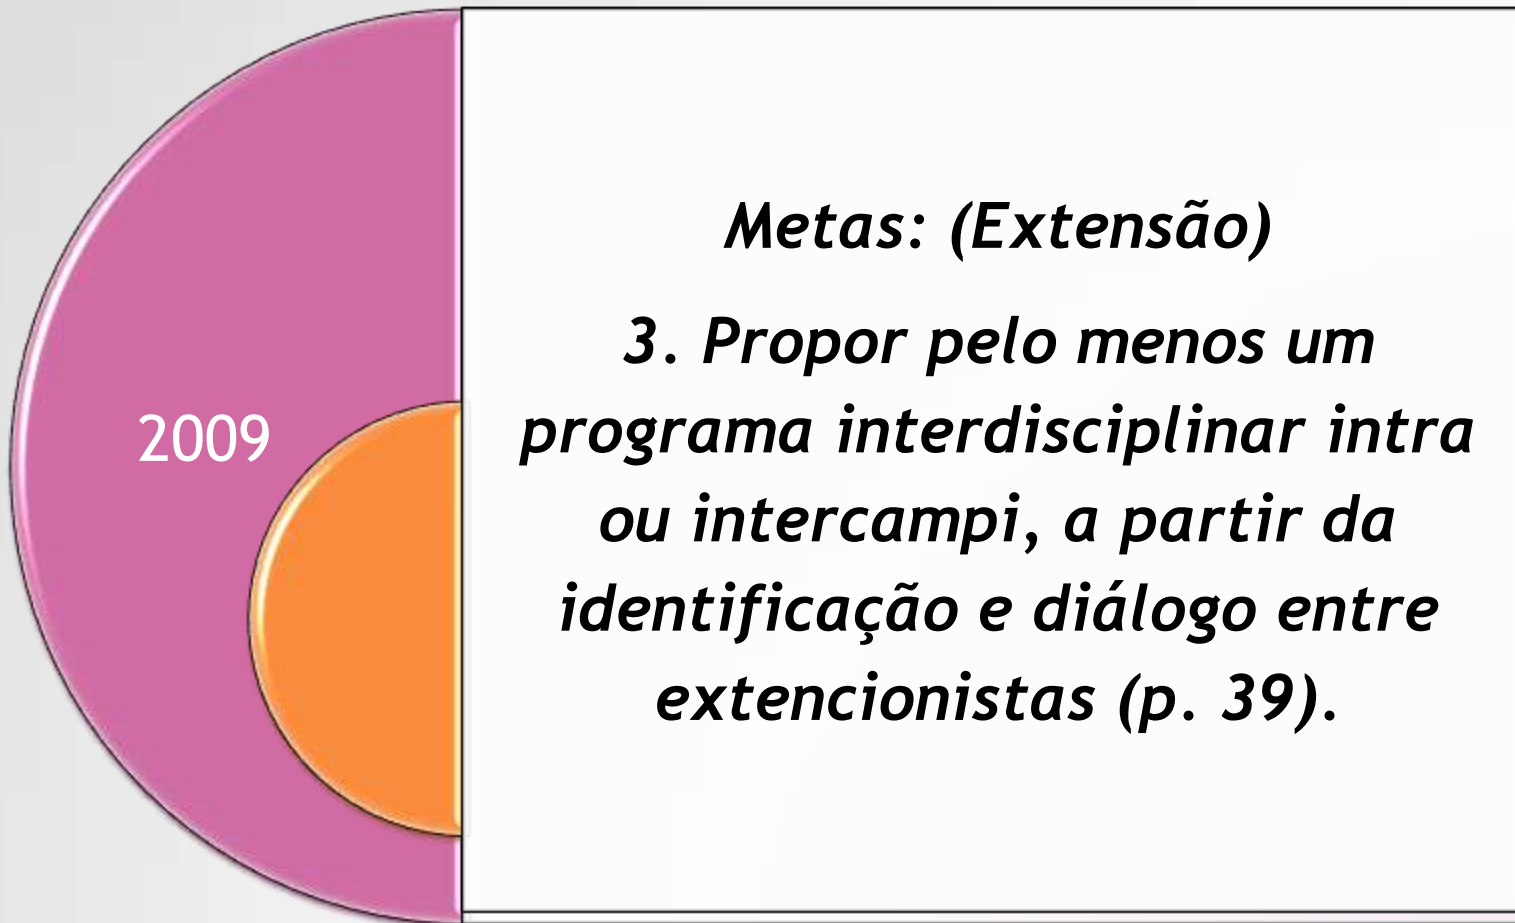 2009
Metas: (Extensão)
3. Propor pelo menos um
programa interdisciplinar intra
ou intercampi, a partir da
identificação e diálogo entre
extencionistas (p. 39).